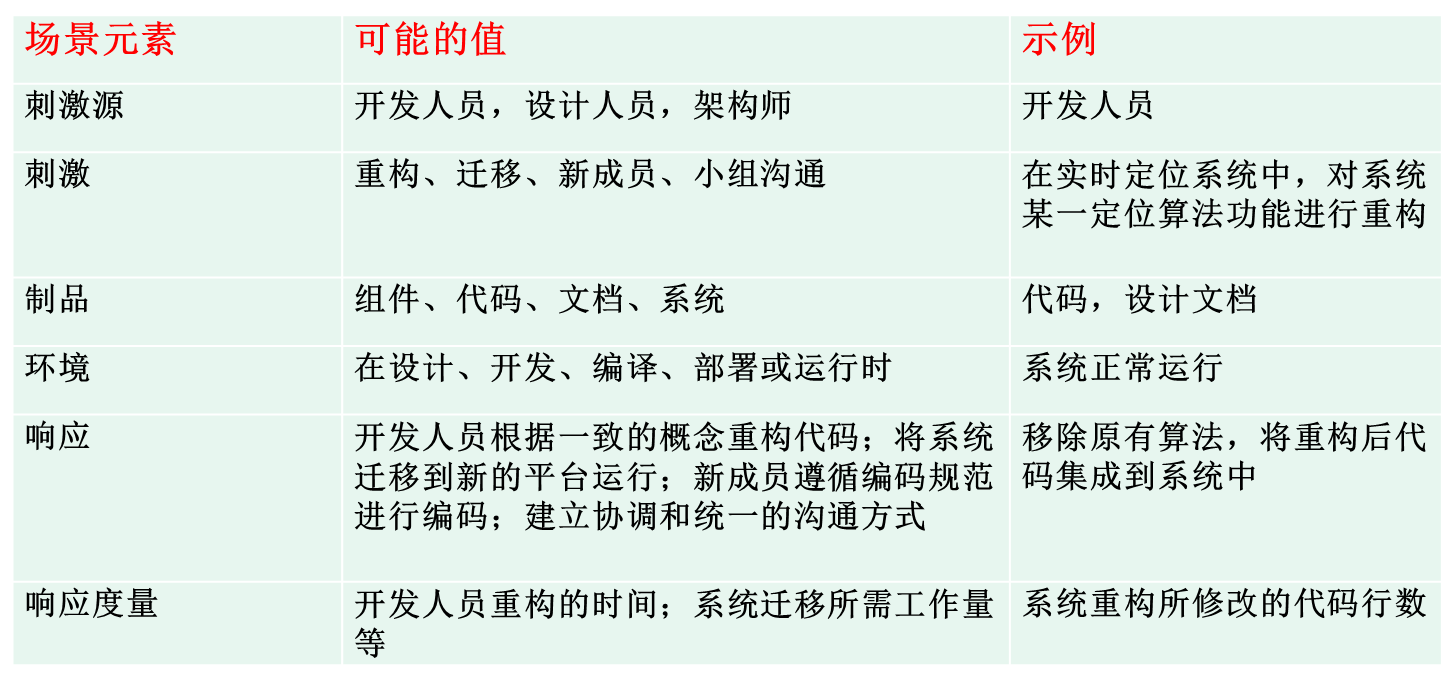 场景元素
可能的值
示例
刺激源
开发人员，设计人员，架构师
开发人员
刺激
重构、迁移、新成员、小组沟通
在实时定位系统中，对系统
某一定位算法功能进行重构
制品
组件、代码、文档、系统
代码，设计文档
环境
在设计、开发、编译、部署或运行时
系统正常运行
响应
开发人员根据一致的概念重构代码；将系统
迁移到新的平台运行；新成员遵循编码规范
进行编码；建立协调和统一的沟通方式
移除原有算法，将重构后代
码集成到系统中
响应度量
开发人员重构的时间；系统迁移所需工作量
等
系统重构所修改的代码行数